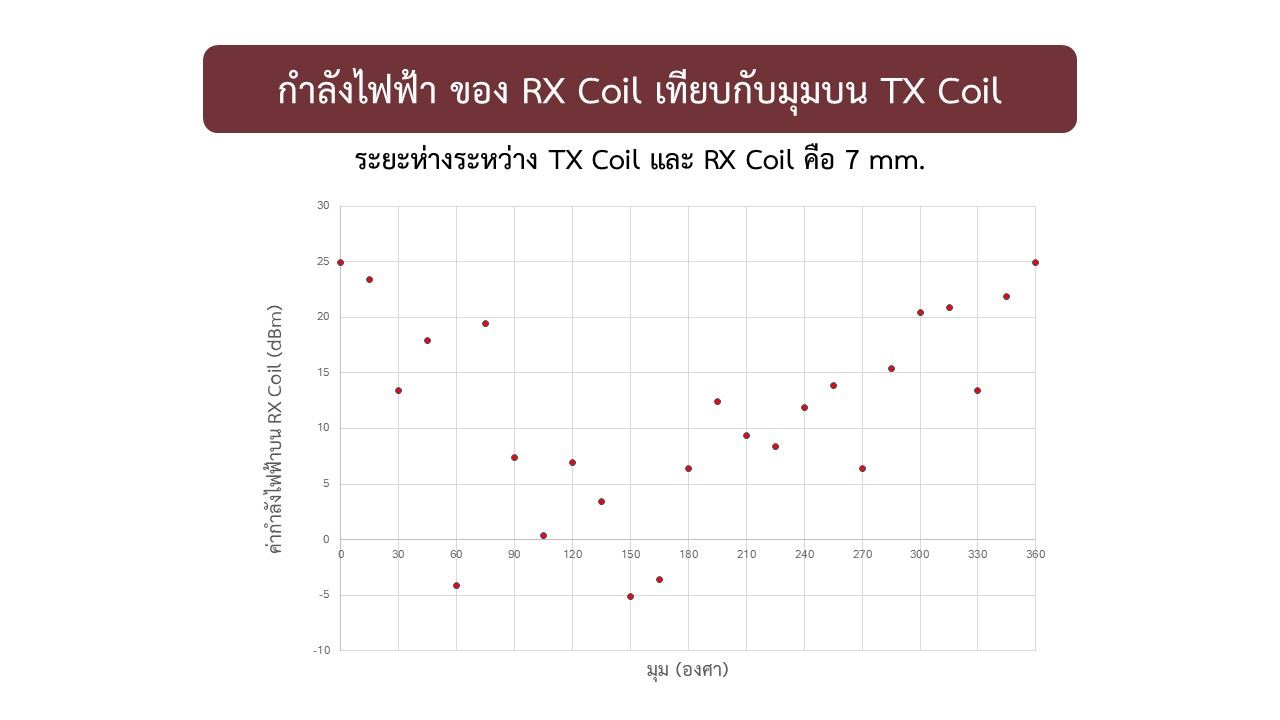 กำลังไฟฟ้า ของ RX Coil เทียบกับมุมบน TX Coil
ระยะห่างระหว่าง TX Coil และ RX Coil คือ 7 mm.
ค่ากำลังไฟฟ้าบน RX Coil (dBm)
30
25
20
15
10
5
0
-5
-10
0 30 60 90 120 150 180 210 240 270 300 330 360
มุม (องศา)